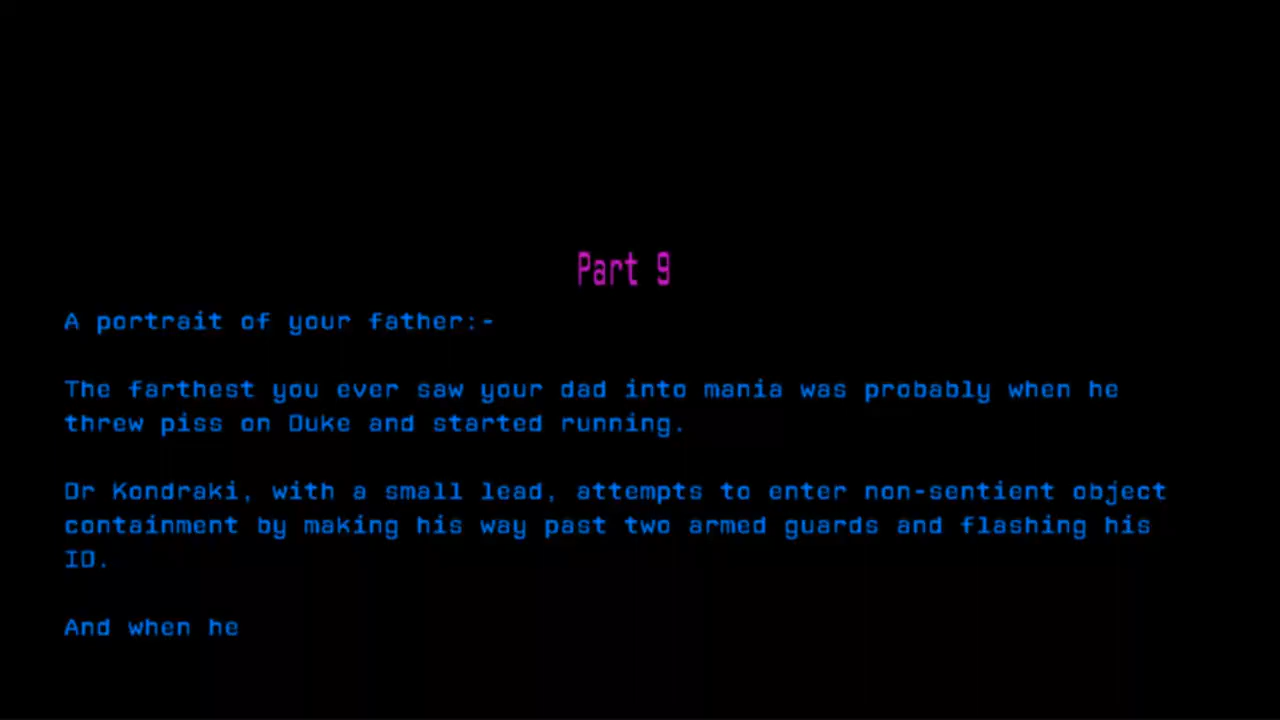 Part 9
A portrait of your father:-
The farthest you ever saw your dad into mania was probably when he
threw piss on Duke and started running.
Dr Kondraki, with a small lead, attempts to enter non-sentient object
containment by making his way past two armed guards and flashing his
ID.
And when he